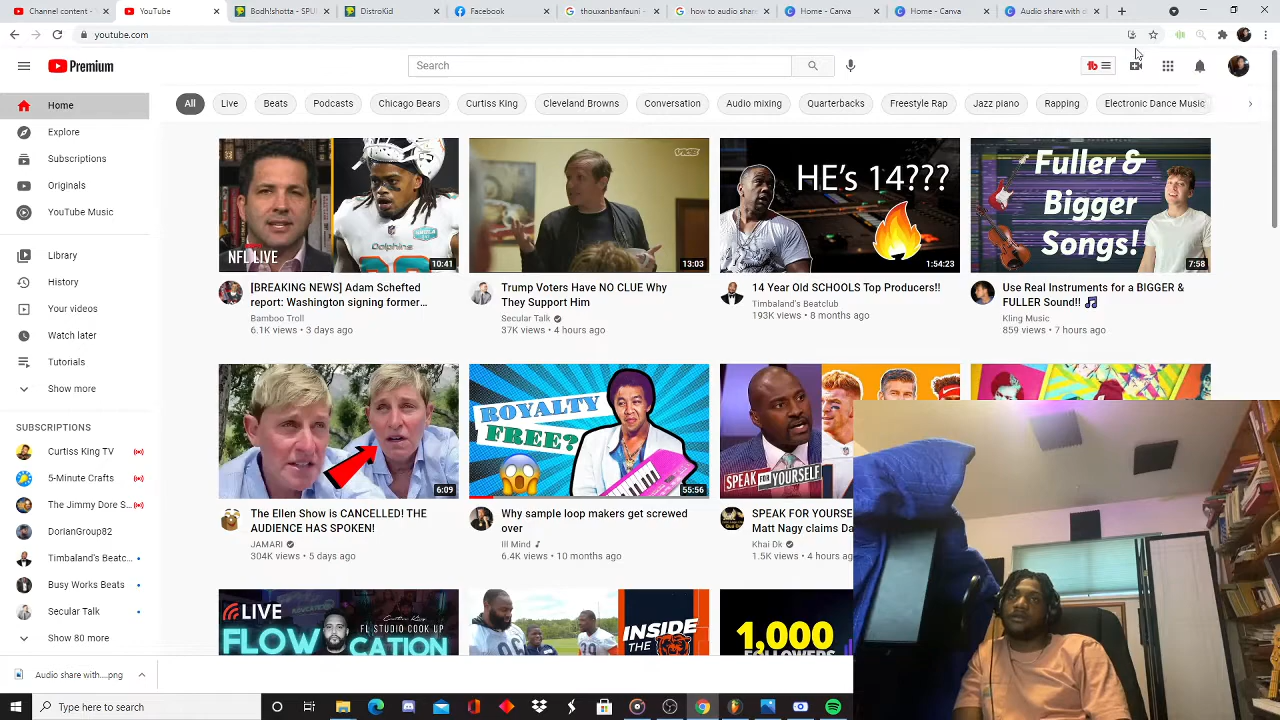 Channel content -
YouTube
Bodh!shotta - SPU
DistroKid
Facebook
thouxanbanfauni -
how to audio share
Home - Canva
Home - Canva
Audio share with d
youtube.com
Premium
Search
Home
Explore
Subscriptions
Originals
YouTube Music
Library
History
Your videos
Watch later
Tutorials
Show more
SUBSCRIPTIONS
Curtiss King TV
5-Minute Crafts
The Jimmy Dore S...
DorianGroup82
Timbalands Beatc...
Busy Works Beats
Secular Talk
Show 80 more
All
Live
Beats
Podcasts
Chicago Bears
Curtiss King
Cleveland Browns
Conversation
Audio mixing
Quarterbacks
Freestyle Rap
Jazz piano
Rapping
Electronic Dance Music
NFL LIVE
Dolphins
10:41
[BREAKING NEWS] Adam Schefted
report: Washington signing former...
Bamboo Troll
6.1K views • 3 days ago
VICE
13:03
Trump Voters Have NO CLUE Why
They Support Him
Secular Talk
37K views • 4 hours ago
HE's 14???
1:54:23
14 Year Old SCHOOLS Top Producers!!
Timbaland's Beatclub
193K views • 8 months ago
Fuller &
Bigger
Songs!
7:58
Use Real Instruments for a BIGGER &
FULLER Sound!!
Kling Music
859 views • 7 hours ago
6:09
The Ellen Show is CANCELLED! THE
AUDIENCE HAS SPOKEN!
JAMARI
304K views • 5 days ago
ROYALTY
FREE?
55:56
Why sample loop makers get screwed
over
Ill Mind
6.4K views • 10 months ago
SPEAK FOR YOURSELF
SPEAK FOR YOURSE
Matt Nagy claims Da
Khai Dk
1.5K views • 4 hours ag
LIVE
FL STUDIO COOK UP
FLOW
CATION
INSIDE
THE
1,000
FOLLOWERS
Audio share with....png
Type here to search